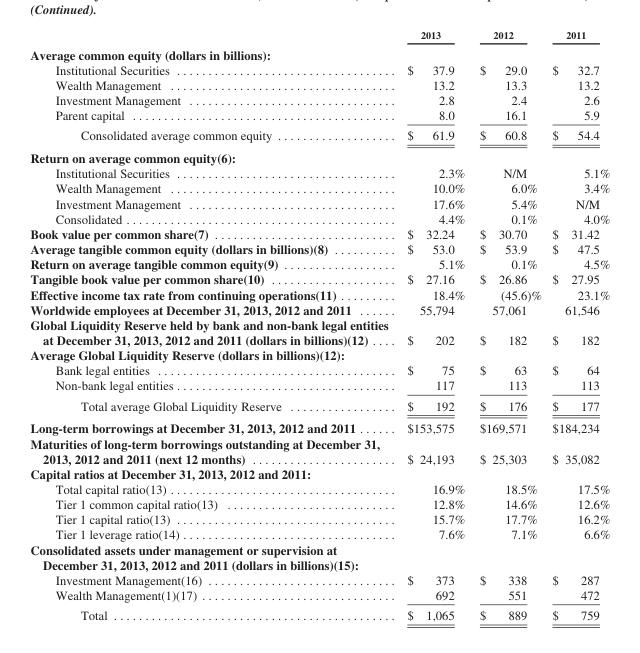 (Continued).
2013 2012 2011
Average common equity (dollars in billions):
Institutional Securities .................................. $ 37.9 $ 29.0 $ 32.7
Wealth Management .................................... 13.2 13.3 13.2
Investment Management ................................. 2.8 2.4 2.6
Parent capital ......................................... 8.0 16.1 5.9
Consolidated average common equity ................... $ 61.9 $ 60.8 $ 54.4
Return on average common equity(6):
Institutional Securities .................................. 2.3% N/M 5.1%
Wealth Management .................................... 10.0% 6.0% 3.4%
Investment Management ................................. 17.6% 5.4% N/M
Consolidated .......................................... 4.4% 0.1% 4.0%
Book value per common share(7) ............................. $ 32.24 $ 30.70 $ 31.42
Average tangible common equity (dollars in billions)(8) ........... $ 53.0 $ 53.9 $ 47.5
Return on average tangible common equity(9) .................. 5.1% 0.1% 4.5%
Tangible book value per common share(10) .................... $ 27.16 $ 26.86 $ 27.95
Effective income tax rate from continuing operations(11) ......... 18.4% (45.6)% 23.1%
Worldwide employees at December 31, 2013, 2012 and 2011 ...... 55,794 57,061 61,546
Global Liquidity Reserve held by bank and non-bank legal entities
at December 31, 2013, 2012 and 2011 (dollars in billions)(12) .... $ 202 $ 182 $ 182
Average Global Liquidity Reserve (dollars in billions)(12):
Bank legal entities ...................................... $ 75 $ 63 $ 64
Non-bank legal entities .................................. 117 113 113
Total average Global Liquidity Reserve ................. $ 192 $ 176 $ 177
Long-term borrowings at December 31, 2013, 2012 and 2011 ...... $153,575 $169,571 $184,234
Maturities of long-term borrowings outstanding at December 31,
2013, 2012 and 2011 (next 12 months) ....................... $ 24,193 $ 25,303 $ 35,082
Capital ratios at December 31, 2013, 2012 and 2011:
Total capital ratio(13) ................................... 16.9% 18.5% 17.5%
Tier 1 common capital ratio(13) ............................ 12.8% 14.6% 12.6%
Tier 1 capital ratio(13) .................................. 15.7% 17.7% 16.2%
Tier 1 leverage ratio(14) ................................. 7.6% 7.1% 6.6%
Consolidated assets under management or supervision at
December 31, 2013, 2012 and 2011 (dollars in billions)(15):
Investment Management(16) .............................. $ 373 $ 338 $ 287
Wealth Management(1)(17) ............................... 692 551 472
Total ............................................. $ 1,065 $ 889 $ 759